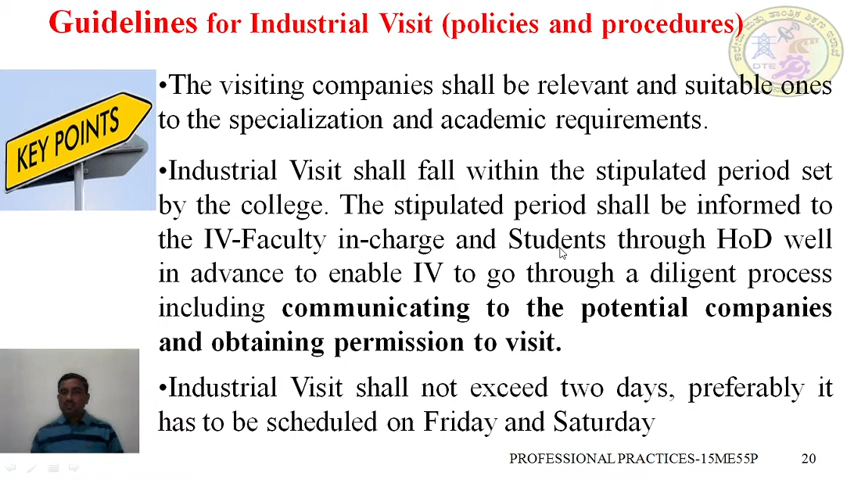 Guidelines for Industrial Visit (policies and procedures)
DTE
•The visiting companies shall be relevant and suitable ones
to the specialization and academic requirements.
KEY POINTS
•Industrial Visit shall fall within the stipulated period set
by the college. The stipulated period shall be informed to
the IV-Faculty in-charge and Students through HoD well
in advance to enable IV to go through a diligent process
including communicating to the potential companies
and obtaining permission to visit.
•Industrial Visit shall not exceed two days, preferably it
has to be scheduled on Friday and Saturday
PROFESSIONAL PRACTICES-15ME55P 20